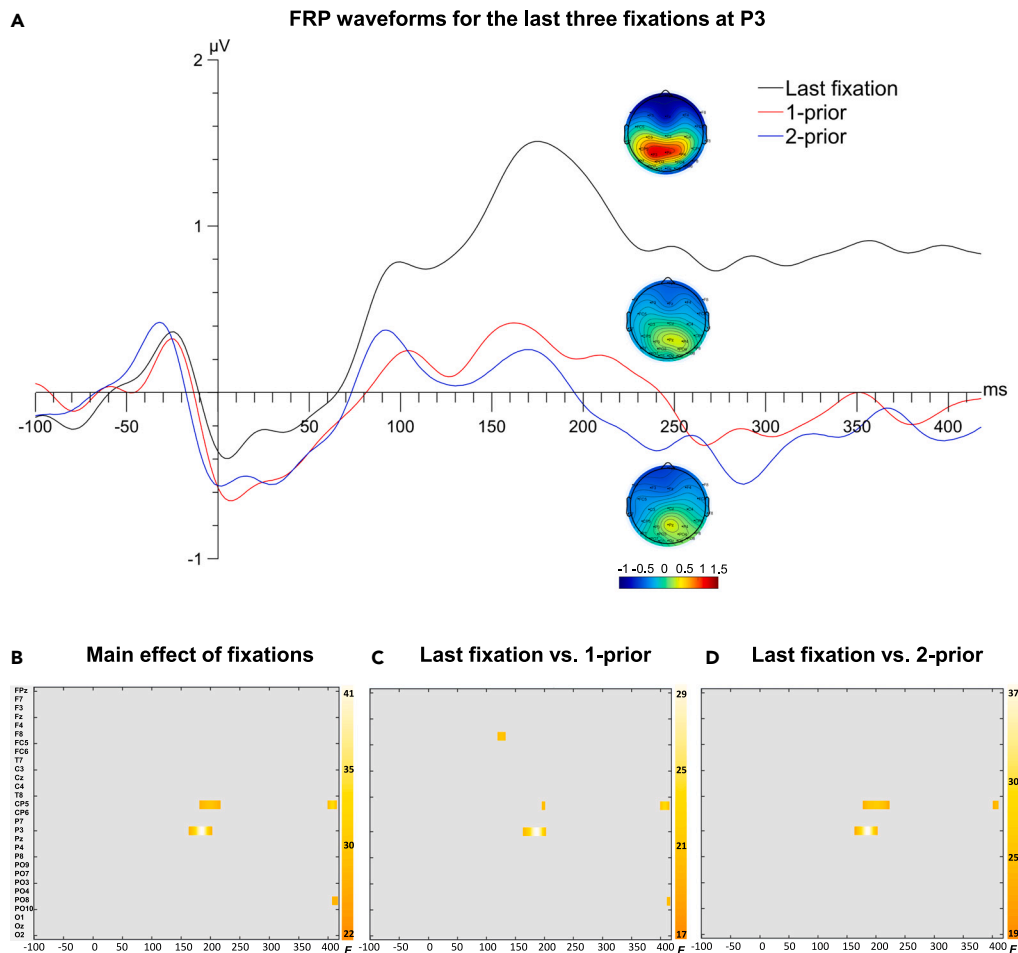 A FRP waveforms for the last three fixations at P3
µV
2
1
-1
ms
-100 -50 50 100 150 200 250 300 350 400
Last fixation
1-prior
2-prior
-1 -0.5 0 0.5 1 1.5
B Main effect of fixations
FPz
F7
F3
Fz
F4
F8
FC5
FC6
T7
C3
Cz
C4
T8
CP5
CP6
P7
P3
Pz
P4
P8
PO9
PO7
PO3
PO4
PO8
PO10
O1
Oz
O2
-100 -50 0 50 100 150 200 250 300 350 400
41
35
30
22
F
C Last fixation vs. 1-prior
-100 -50 0 50 100 150 200 250 300 350 400
29
25
21
17
F
D Last fixation vs. 2-prior
-100 -50 0 50 100 150 200 250 300 350 400
37
30
25
19
F